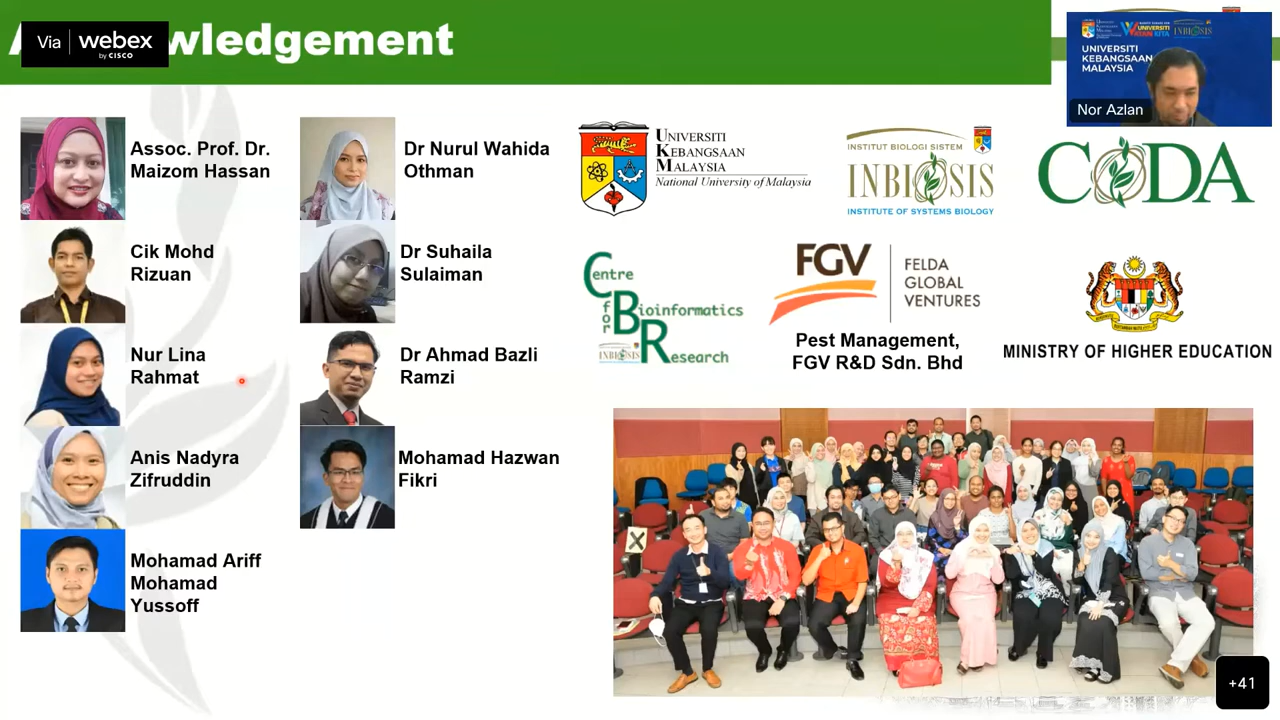 Via webex
by CISCO
wledgement
Nor Azlan
UNIVERSITI
KEBANGSAAN
MALAYSIA
Assoc. Prof. Dr.
Maizom Hassan
Cik Mohd
Rizuan
Nur Lina
Rahmat
Anis Nadyra
Zifruddin
Mohamad Ariff
Mohamad
Yussoff
Dr Nurul Wahida
Othman
Dr Suhaila
Sulaiman
Dr Ahmad Bazli
Ramzi
Mohamad Hazwan
Fikri
UNIVERSITI
KEBANGSAAN
MALAYSIA
National University of Malaysia
INSTITUT BIOLOGI SISTEM
INBIOSIS
INSTITUTE OF SYSTEMS BIOLOGY
CODA
Centre
for
Bioinformatics
INBIOSIS
Research
FGV
FELDA
GLOBAL
VENTURES
Pest Management,
FGV R&D Sdn. Bhd
MINISTRY OF HIGHER EDUCATION
X
+41